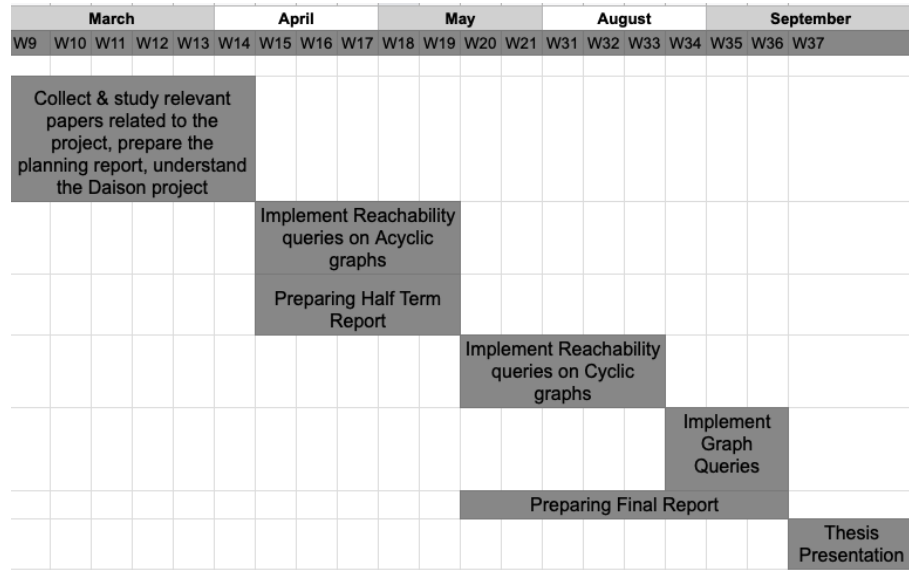 March April May August September
W9 W10 W11 W12 W13 W14 W15 W16 W17 W18 W19 W20 W21 W31 W32 W33 W34 W35 W36 W37
Collect & study relevant
papers related to the
project, prepare the
planning report, understand
the Daison project
Implement Reachability
queries on Acyclic
graphs
Preparing Half Term
Report
Implement Reachability
queries on Cyclic
graphs
Implement
Graph
Queries
Preparing Final Report
Thesis
Presentation